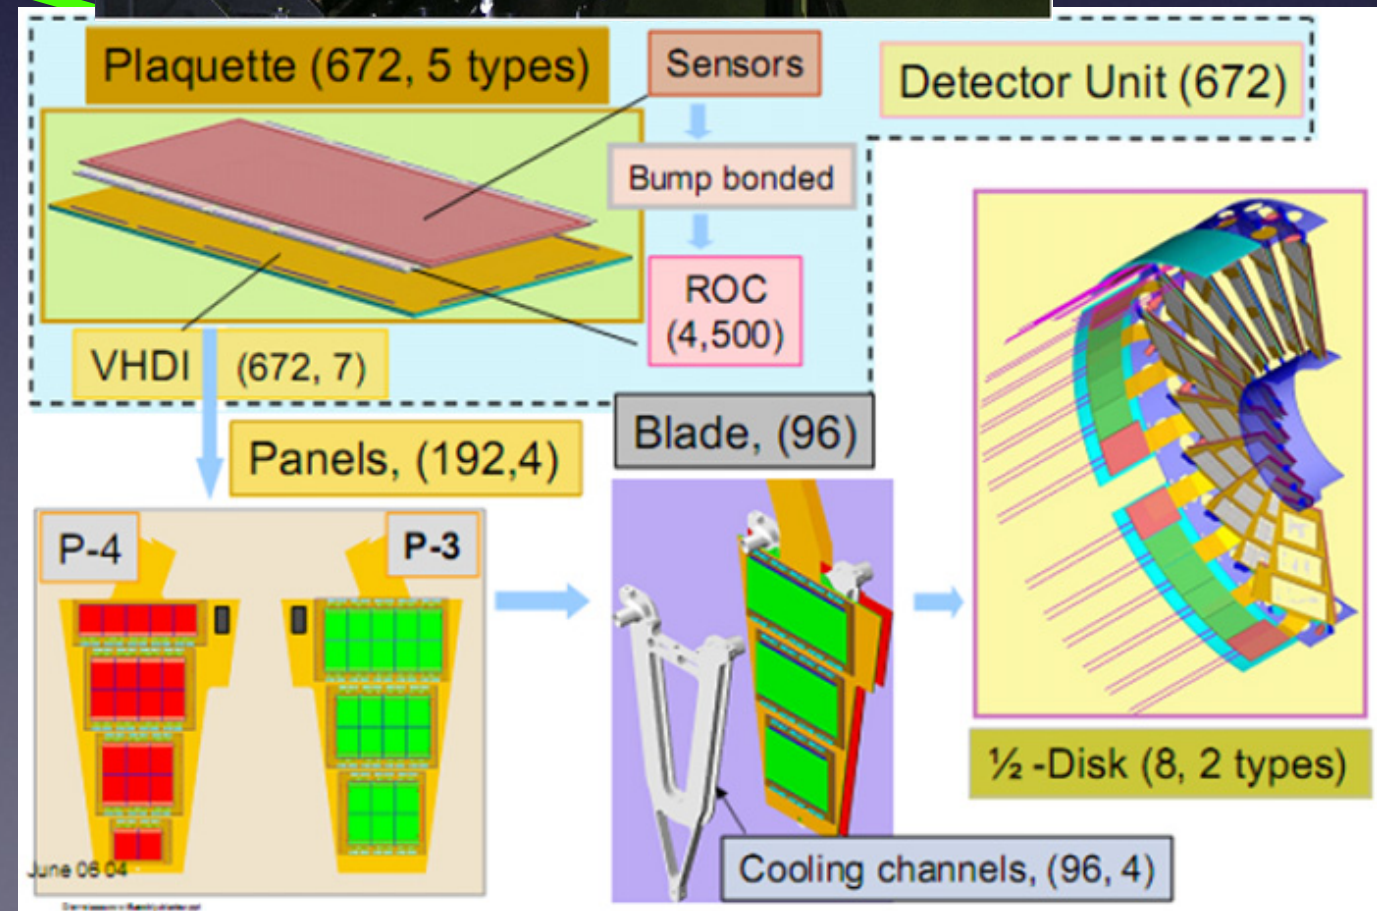 Plaquette (672, 5 types)
Sensors
Detector Unit (672)
Bump bonded
ROC
(4,500)
VHDI (672, 7)
Blade, (96)
Panels, (192,4)
P-4
P-3
½ -Disk (8, 2 types)
Cooling channels, (96, 4)
June 06 04